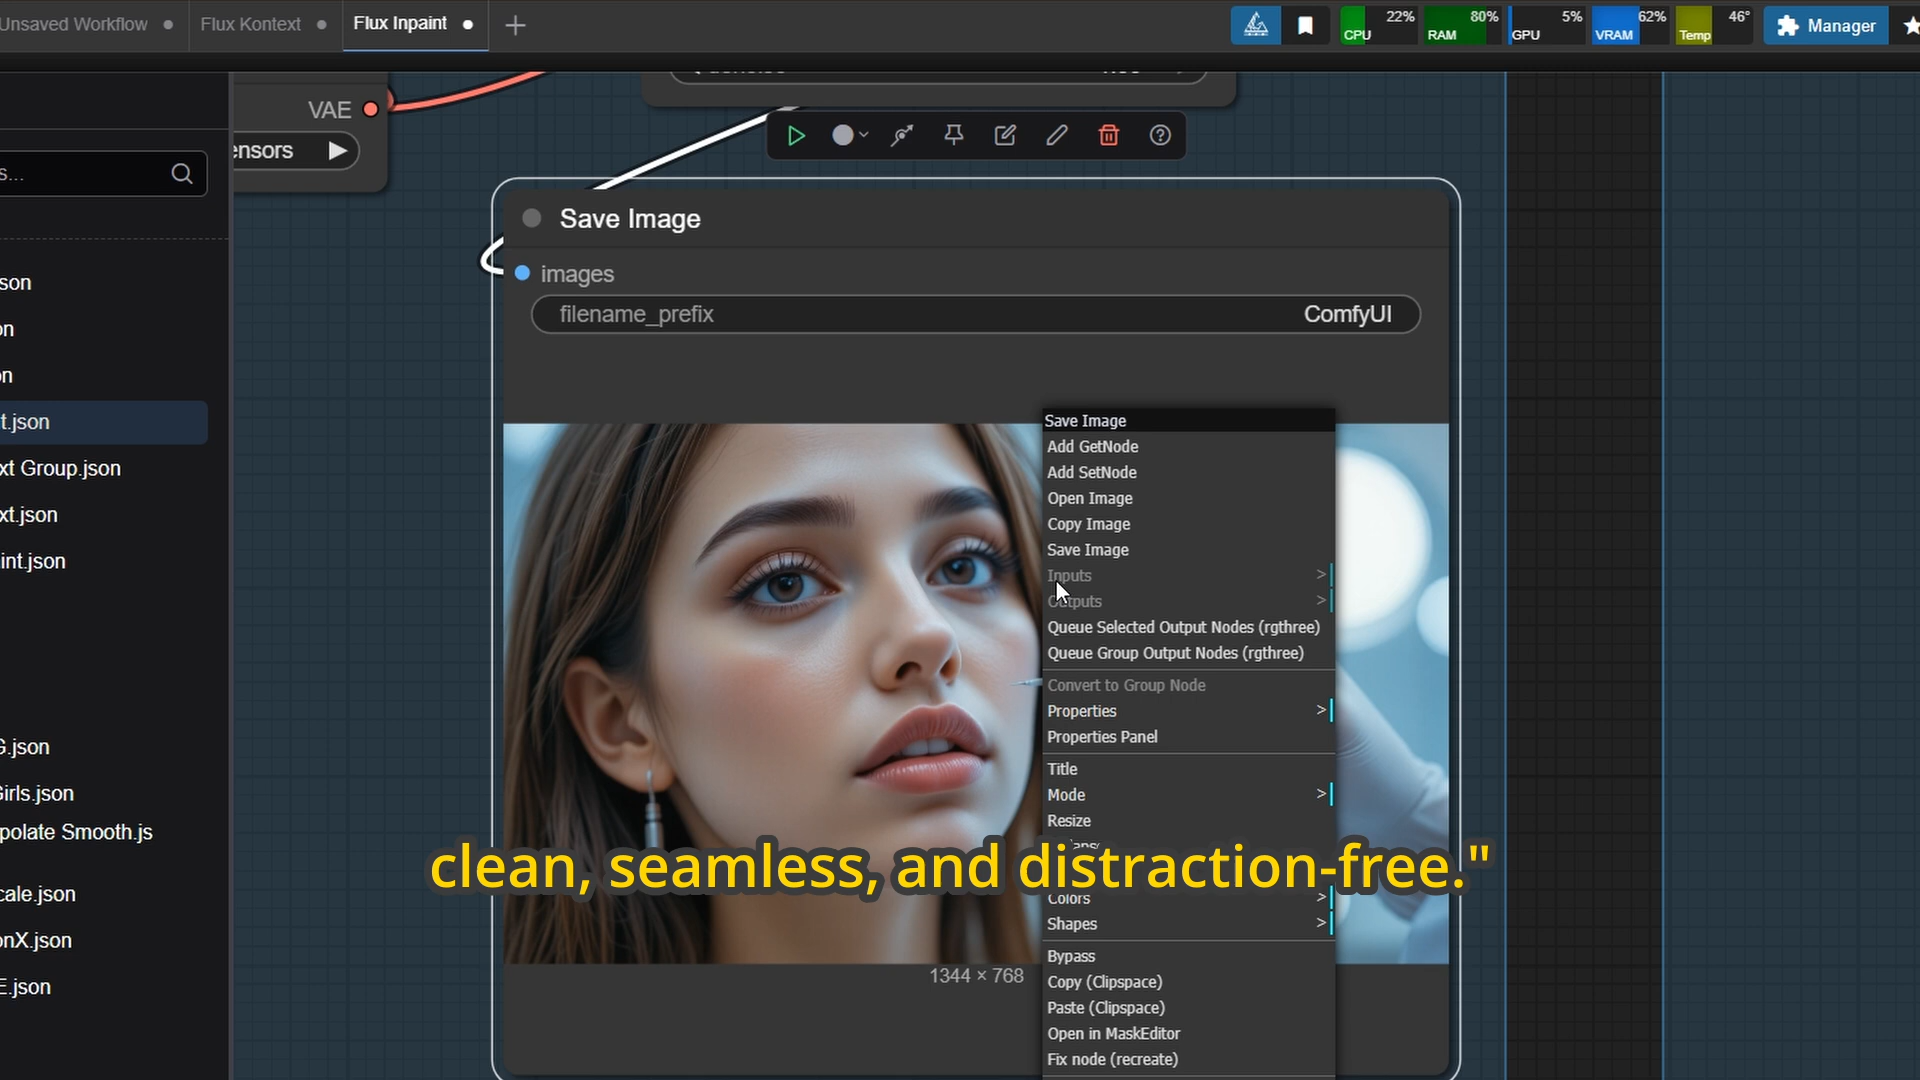 Unsaved Workflow
Flux Kontext
Flux Inpaint
CPU 22%
RAM 80%
GPU 5%
VRAM 62%
Temp 46°
Manager
VAE
ensors
s...
son
on
on
t.json
xt Group.json
xt.json
int.json
G.json
Girls.json
polate Smooth.js
cale.json
onX.json
E.json
Save Image
images
filename_prefix
ComfyUI
Save Image
Add GetNode
Add SetNode
Open Image
Copy Image
Save Image
Inputs >
Outputs >
Queue Selected Output Nodes (rgthree)
Queue Group Output Nodes (rgthree)
Convert to Group Node
Properties >
Properties Panel
Title
Mode >
Resize
Colors >
Shapes >
Bypass
Copy (Clipspace)
Paste (Clipspace)
Open in MaskEditor
Fix node (recreate)
clean, seamless, and distraction-free."
1344 × 768